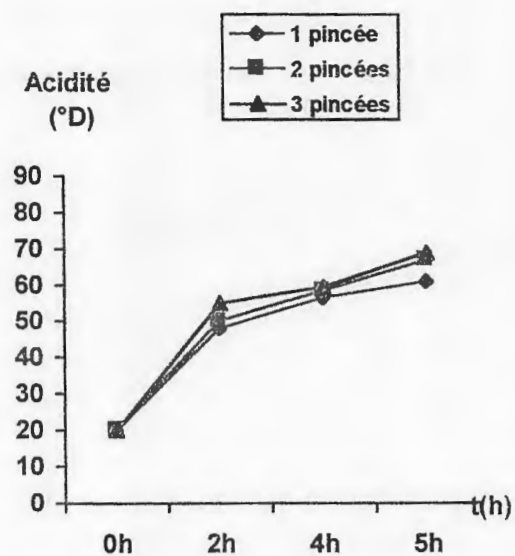 1 pincée
2 pincées
3 pincées
Acidité
(°D)
90
80
70
60
50
40
30
20
10
0
0h 2h 4h 5h
t(h)